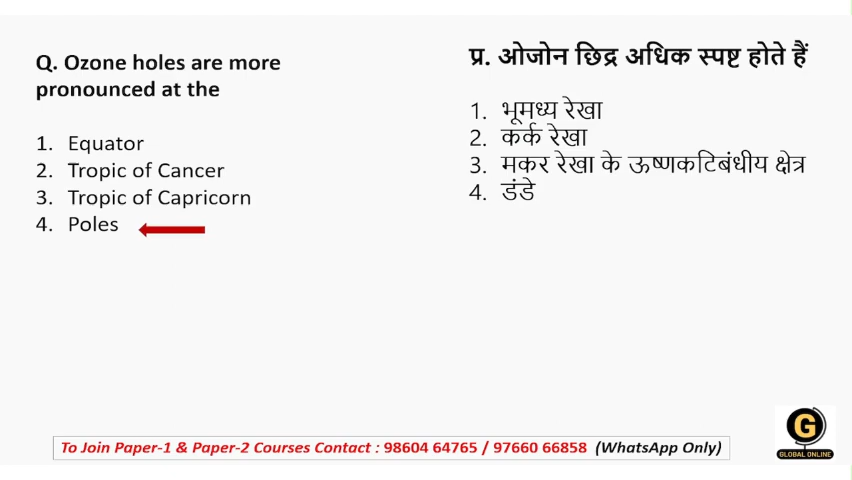 Q. Ozone holes are more
pronounced at the
1. Equator
2. Tropic of Cancer
3. Tropic of Capricorn
4. Poles
प्र. ओजोन छिद्र अधिक स्पष्ट होते हैं
1. भूमध्य रेखा
2. कर्क रेखा
3. मकर रेखा के ऊष्णकटिबंधीय क्षेत्र
4. डंडे
To Join Paper-1 & Paper-2 Courses Contact : 98604 64765 / 97660 66858 (WhatsApp Only)
G
GLOBAL ONLINE